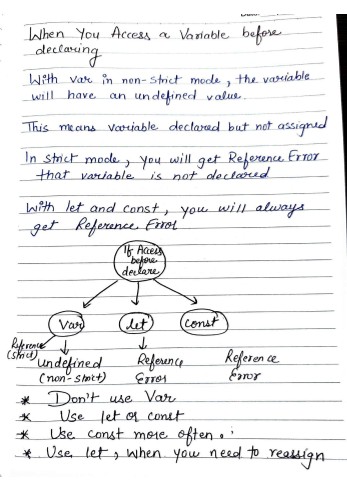 When You Access a Variable before
declaring
With var in non-strict mode, the variable
will have an undefined value.
This means variable declared but not assigned
In strict mode, you will get Reference Error
that variable is not declared
With let and const, you will always
get Reference Error
If Access
before
declare
Var
let
const
Reference
(strict)
undefined
(non-strict)
Reference
Error
Reference
Error
* Don't use Var
* Use let or const
* Use const more often.
* Use let, when you need to reassign